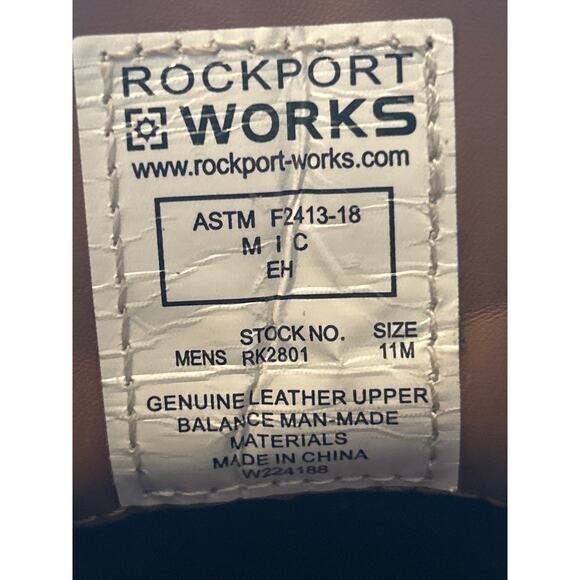 ROCKPORT
WORKS
www.rockport-works.com
ASTM F2413-18
M I C
EH
STOCK NO. SIZE
MENS RK2801 11M
GENUINE LEATHER UPPER
BALANCE MAN-MADE
MATERIALS
MADE IN CHINA
W224188